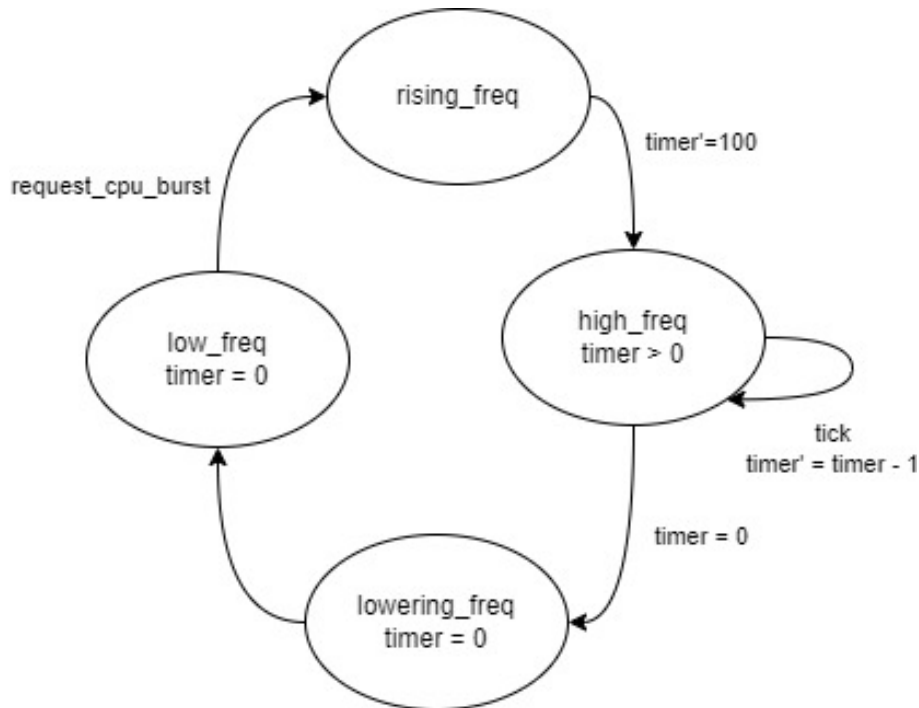 rising_freq
timer'=100
request_cpu_burst
high_freq
timer > 0
low_freq
timer = 0
tick
timer' = timer - 1
timer = 0
lowering_freq
timer = 0